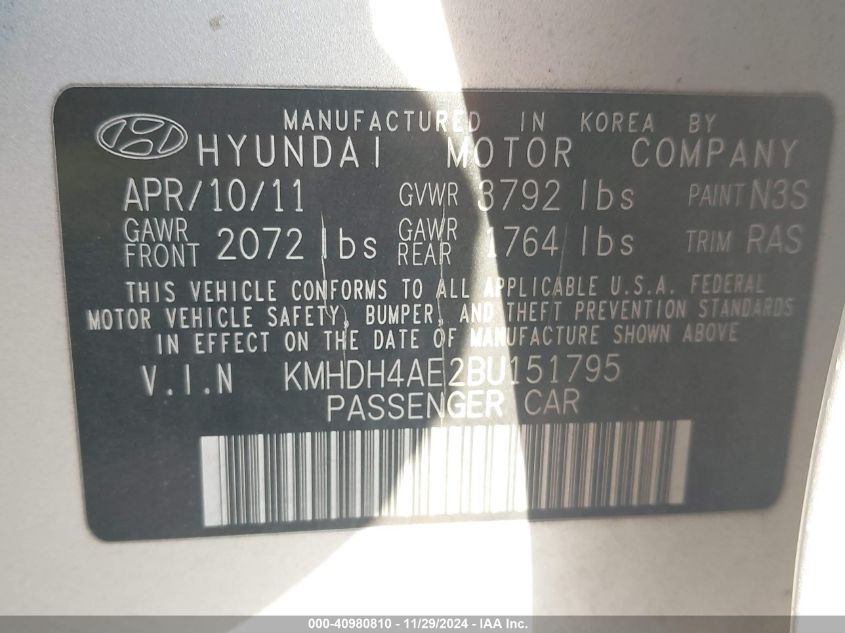 MANUFACTURED IN KOREA BY
HYUNDAI MOTOR COMPANY
APR/10/11 GVWR 3792 lbs PAINT N3S
GAWR FRONT 2072 lbs GAWR REAR 1764 lbs TRIM RAS
THIS VEHICLE CONFORMS TO ALL APPLICABLE U.S.A. FEDERAL
MOTOR VEHICLE SAFETY, BUMPER, AND THEFT PREVENTION STANDARDS
IN EFFECT ON THE DATE OF MANUFACTURE SHOWN ABOVE
V.I.N KMHDH4AE2BU151795
PASSENGER CAR
000-40980810 - 11/29/2024 - IAA Inc.